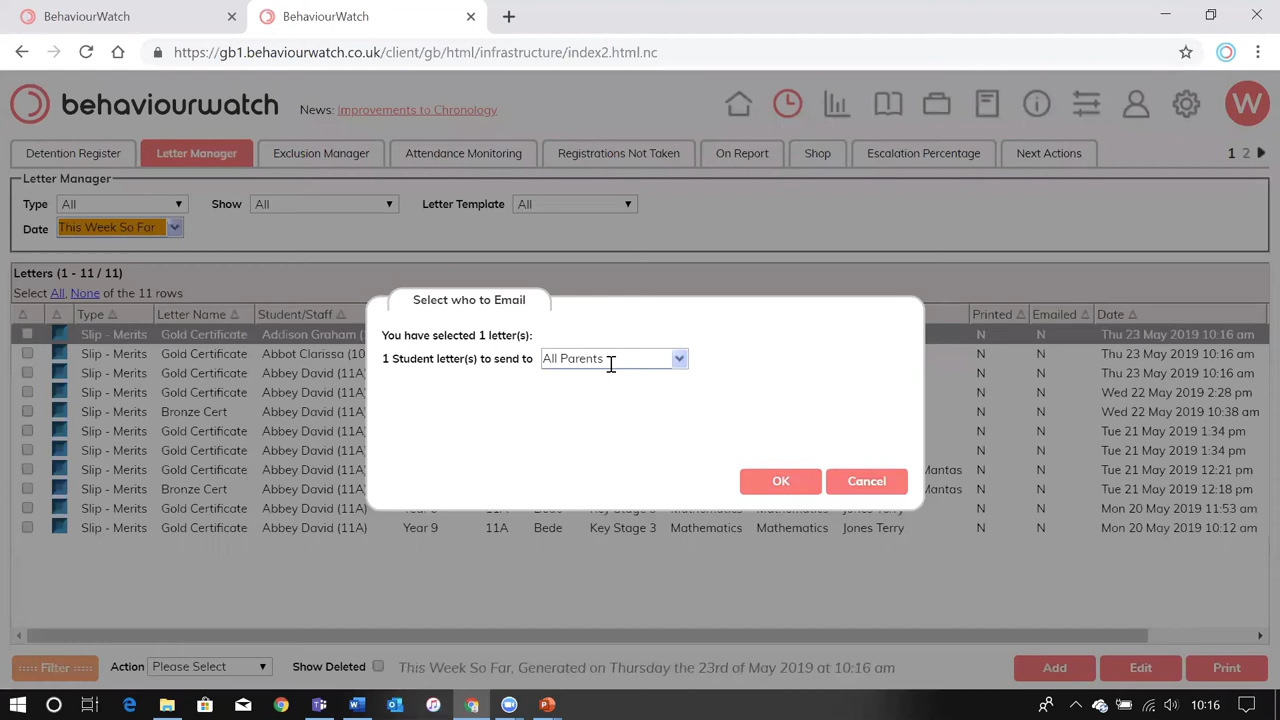 BehaviourWatch
BehaviourWatch
https://gb1.behaviourwatch.co.uk/client/gb/html/infrastructure/index2.html.nc
behaviourwatch News: Improvements to Chronology W
Detention Register Letter Manager Exclusion Manager Attendance Monitoring Registrations Not Taken On Report Shop Escalation Percentage Next Actions 1 2
Letter Manager
Type All Show All Letter Template All
Date This Week So Far
Letters (1 - 11 / 11)
Select All, None of the 11 rows
Type Letter Name Student/Staff Printed Emailed Date
Slip - Merits Gold Certificate Addison Graham ( N N Thu 23 May 2019 10:16 am
Slip - Merits Gold Certificate Abbot Clarissa (10 N N Thu 23 May 2019 10:16 am
Slip - Merits Gold Certificate Abbey David (11A) N N Thu 23 May 2019 10:16 am
Slip - Merits Gold Certificate Abbey David (11A) N N Wed 22 May 2019 2:28 pm
Slip - Merits Bronze Cert Abbey David (11A) N N Wed 22 May 2019 10:38 am
Slip - Merits Gold Certificate Abbey David (11A) N N Tue 21 May 2019 1:34 pm
Slip - Merits Gold Certificate Abbey David (11A) N N Tue 21 May 2019 1:34 pm
Slip - Merits Gold Certificate Abbey David (11A) Mantas N N Tue 21 May 2019 12:21 pm
Slip - Merits Bronze Cert Abbey David (11A) Mantas N N Tue 21 May 2019 12:18 pm
Slip - Merits Gold Certificate Abbey David (11A) N N Mon 20 May 2019 11:53 am
Slip - Merits Gold Certificate Abbey David (11A) Year 9 11A Bede Key Stage 3 Mathematics Mathematics Jones Terry N N Mon 20 May 2019 10:12 am
Select who to Email
You have selected 1 letter(s):
1 Student letter(s) to send to All Parents
OK Cancel
Filter Action Please Select Show Deleted This Week So Far, Generated on Thursday the 23rd of May 2019 at 10:16 am Add Edit Print
10:16